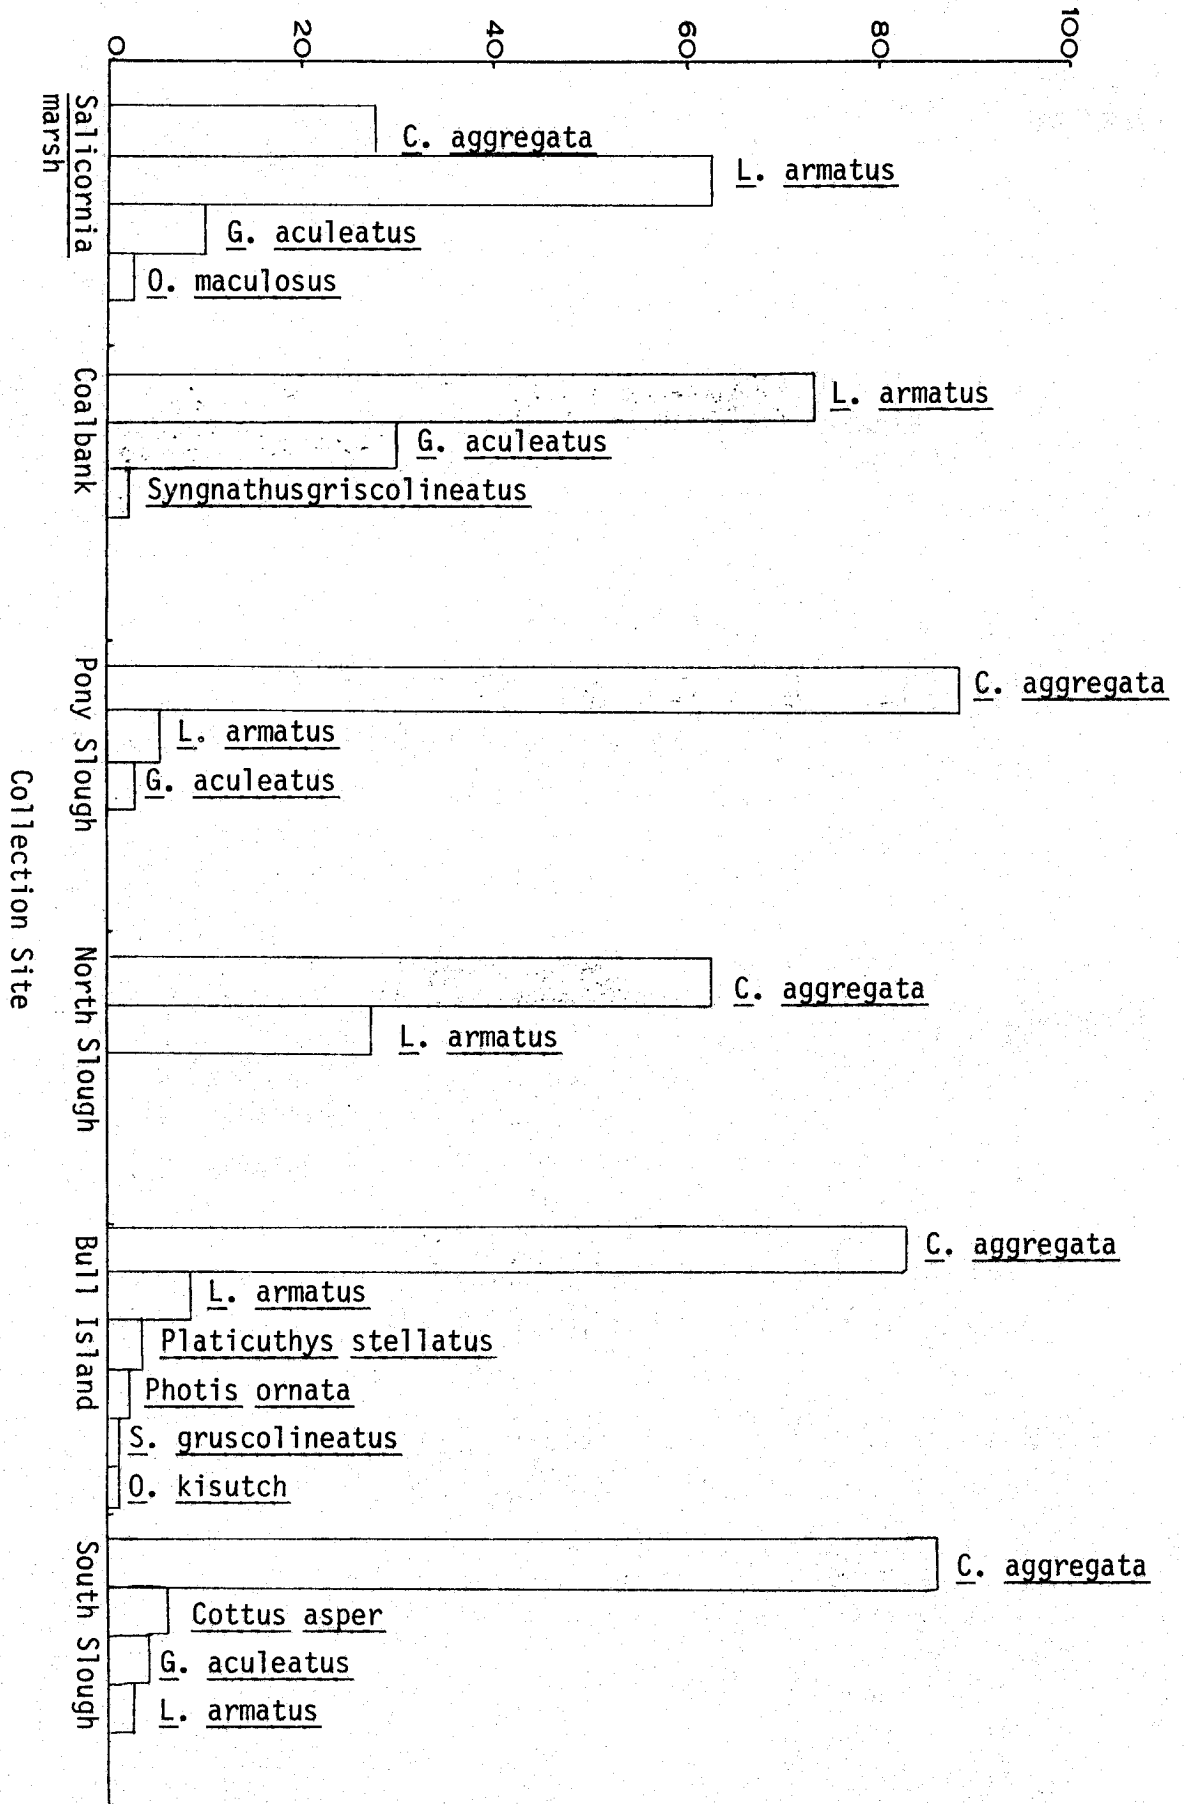 0
20
40
60
80
100
Salicornia
marsh
C. aggregata
L. armatus
G. aculeatus
O. maculosus
Coalbank
L. armatus
G. aculeatus
Syngnathusgriscolineatus
Pony Slough
C. aggregata
L. armatus
G. aculeatus
North Slough
C. aggregata
L. armatus
Bull Island
C. aggregata
L. armatus
Platicuthys stellatus
Photis ornata
S. gruscolineatus
O. kisutch
South Slough
C. aggregata
Cottus asper
G. aculeatus
L. armatus
Collection Site